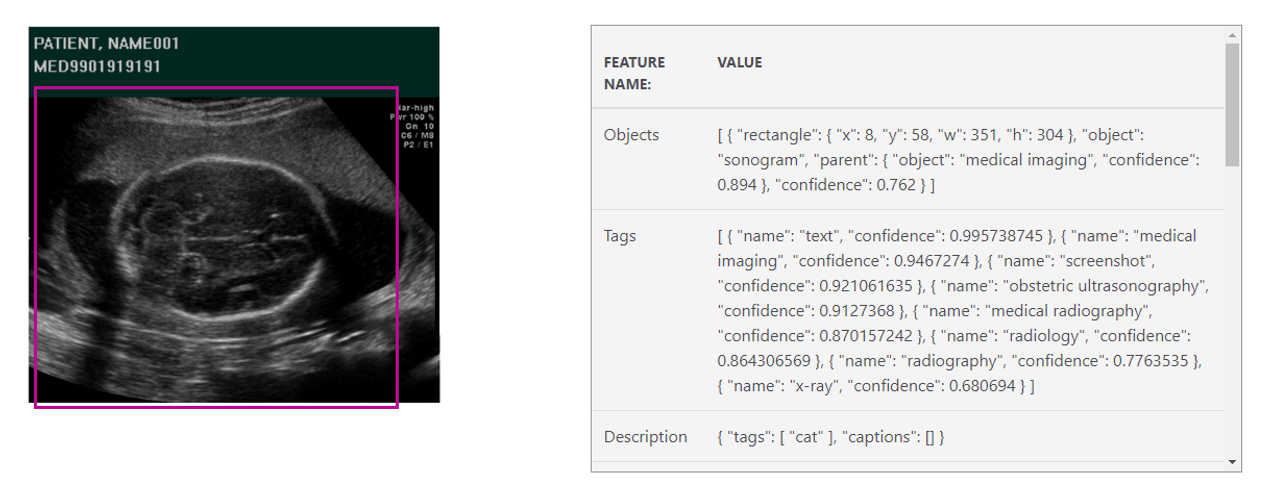 PATIENT, NAME001
MED9901919191
Har-high
Pwr 100 %
Gn 10
C6 / M8
P2 / E1
FEATURE NAME:
VALUE
Objects
[ { "rectangle": { "x": 8, "y": 58, "w": 351, "h": 304 }, "object":
"sonogram", "parent": { "object": "medical imaging", "confidence":
0.894 }, "confidence": 0.762 } ]
Tags
[ { "name": "text", "confidence": 0.995738745 }, { "name": "medical
imaging", "confidence": 0.9467274 }, { "name": "screenshot",
"confidence": 0.921061635 }, { "name": "obstetric ultrasonography",
"confidence": 0.9127368 }, { "name": "medical radiography",
"confidence": 0.870157242 }, { "name": "radiology", "confidence":
0.864306569 }, { "name": "radiography", "confidence": 0.7763535 },
{ "name": "x-ray", "confidence": 0.680694 } ]
Description
{ "tags": [ "cat" ], "captions": [] }